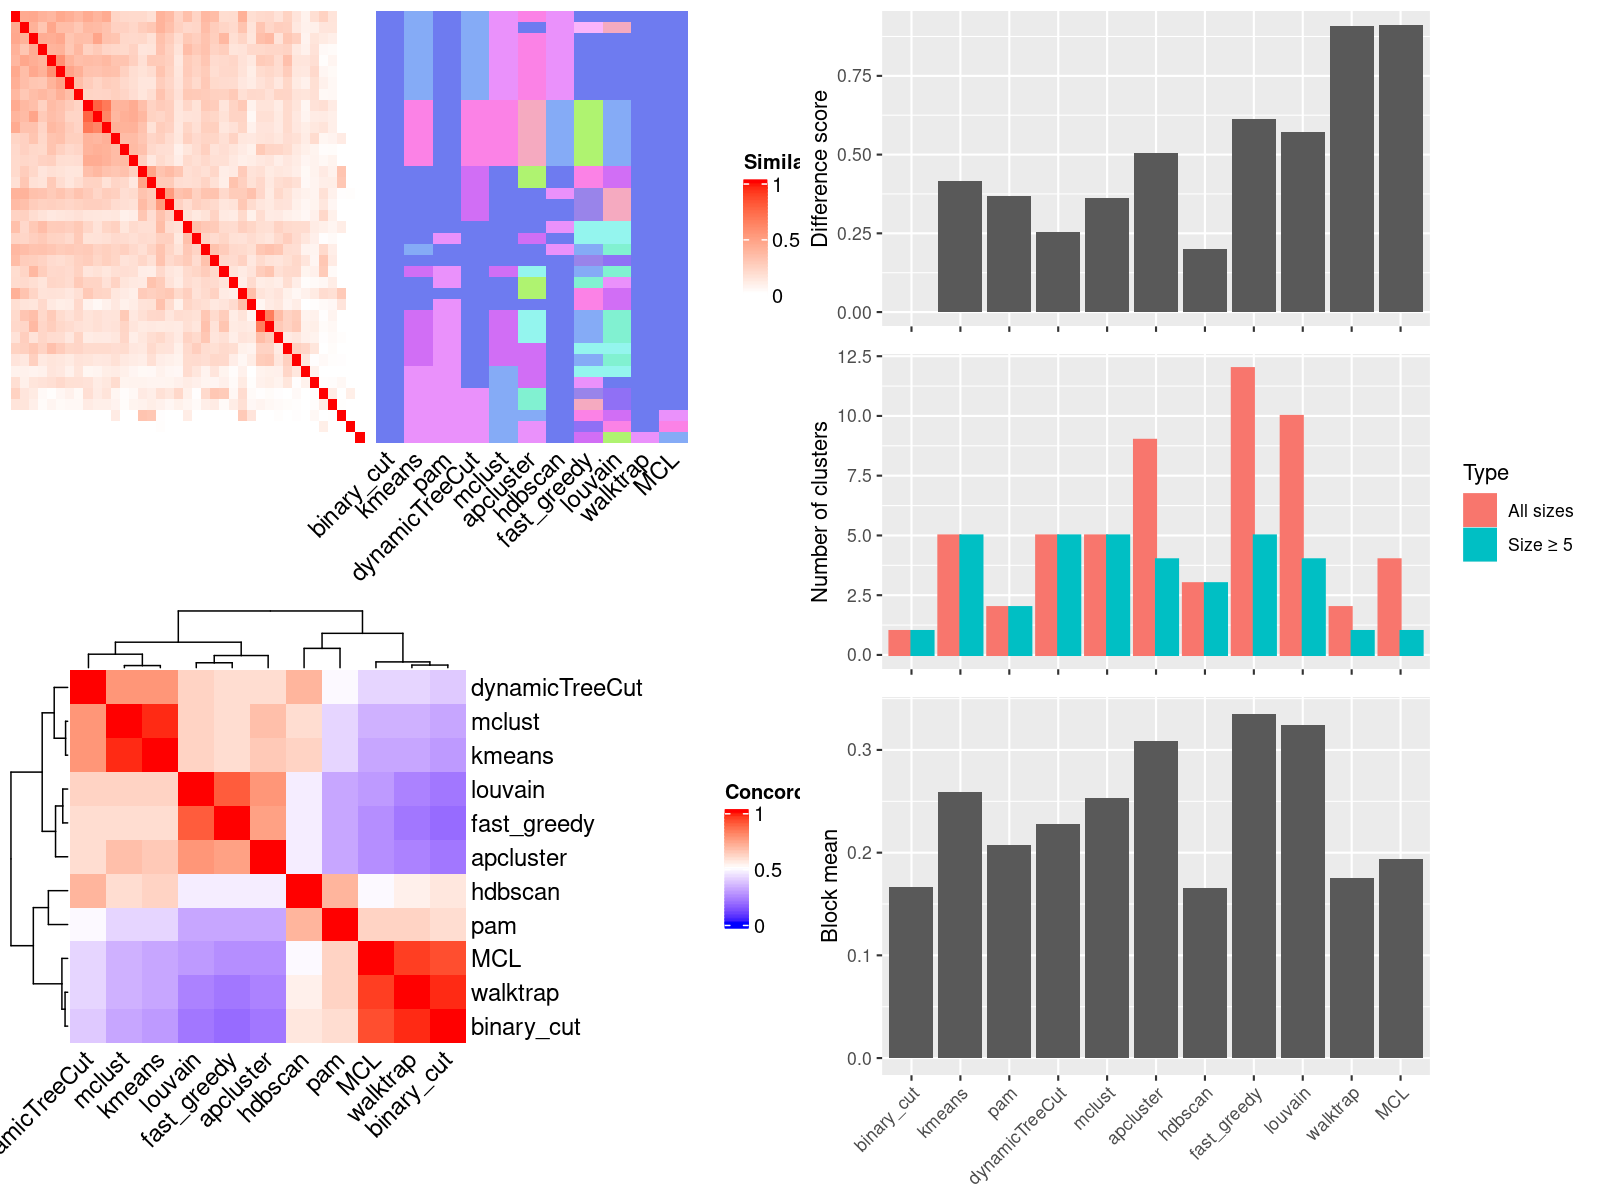 Simila
1
0.5
0
binary_cut
kmeans
pam
dynamicTreeCut
mclust
apcluster
hdbscan
fast_greedy
louvain
walktrap
MCL
dynamicTreeCut
mclust
kmeans
louvain
fast_greedy
apcluster
hdbscan
pam
MCL
walktrap
binary_cut
Concord
1
0.5
0
amicTreeCut
mclust
kmeans
louvain
fast_greedy
apcluster
hdbscan
pam
MCL
walktrap
binary_cut
Difference score
0.75
0.50
0.25
0.00
Number of clusters
12.5
10.0
7.5
5.0
2.5
0.0
Type
All sizes
Size ≥ 5
Block mean
0.3
0.2
0.1
0.0
binary_cut
kmeans
pam
dynamicTreeCut
mclust
apcluster
hdbscan
fast_greedy
louvain
walktrap
MCL